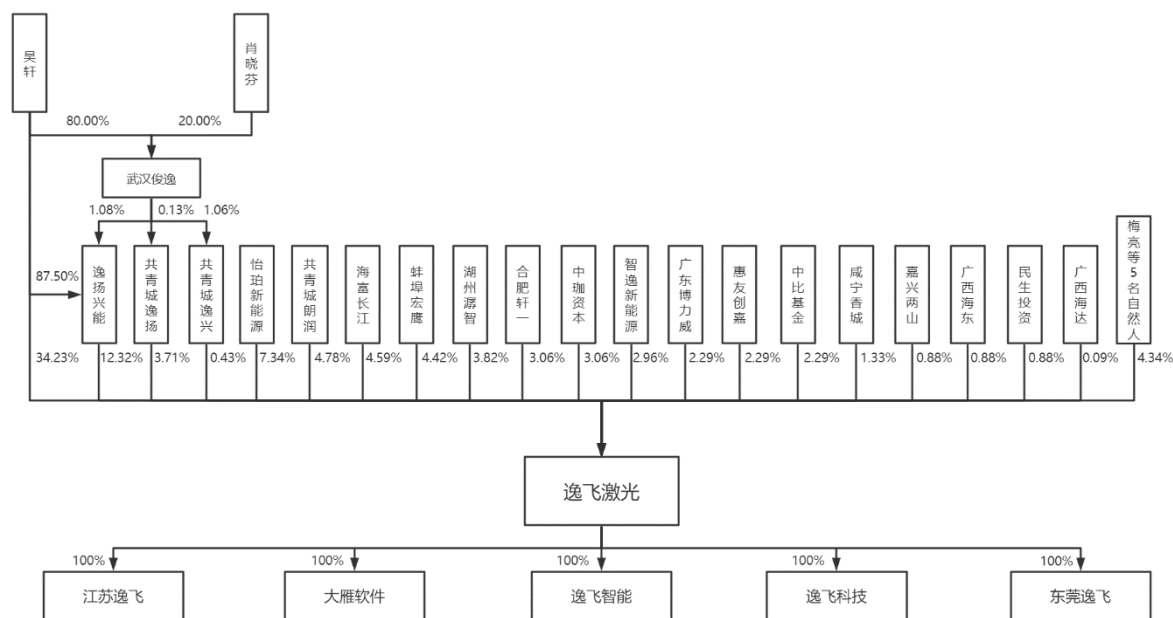 吴轩
肖晓芬
80.00%
20.00%
武汉俊逸
1.08%
0.13%
1.06%
87.50%
逸扬兴能
共青城逸扬
共青城逸兴
怡珀新能源
共青城朗润
海富长江
蚌埠宏鹰
湖州潺智
合肥轩一
中珈资本
智逸新能源
广东博力威
惠友创嘉
中比基金
咸宁香城
嘉兴两山
广西海东
民生投资
广西海达
梅亮等5名自然人
34.23%
12.32%
3.71%
0.43%
7.34%
4.78%
4.59%
4.42%
3.82%
3.06%
3.06%
2.96%
2.29%
2.29%
2.29%
1.33%
0.88%
0.88%
0.88%
0.09%
4.34%
逸飞激光
100%
100%
100%
100%
100%
江苏逸飞
大雁软件
逸飞智能
逸飞科技
东莞逸飞